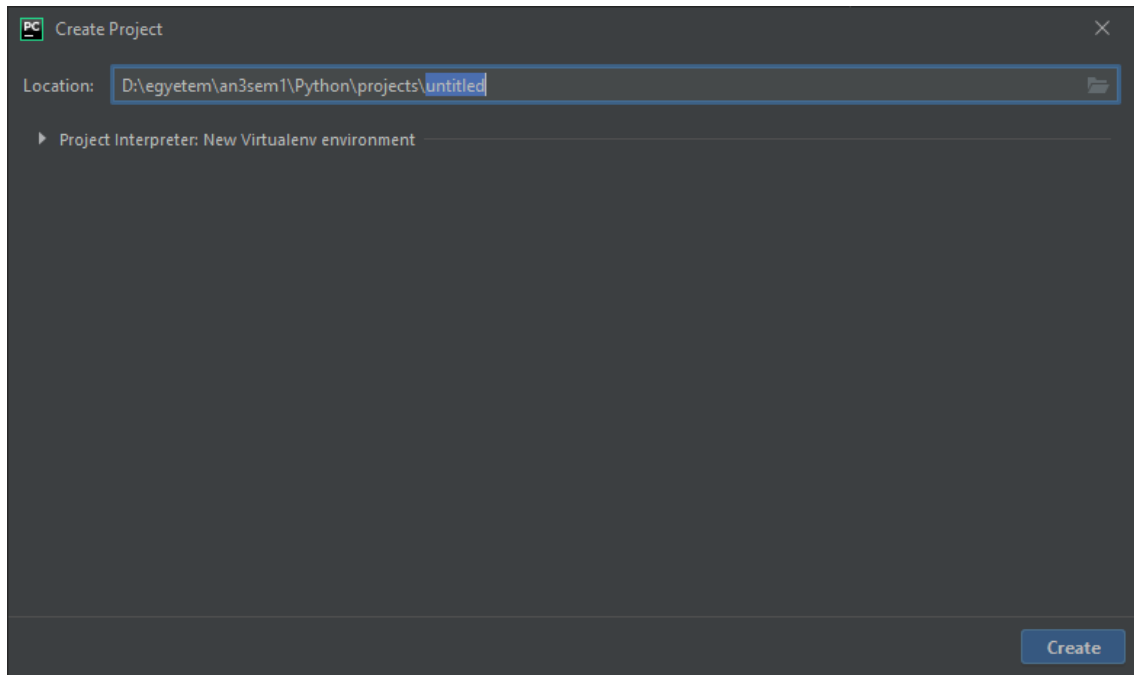 PC Create Project
Location: D:\egyetem\an3sem1\Python\projects\untitled
Project Interpreter: New Virtualenv environment
Create